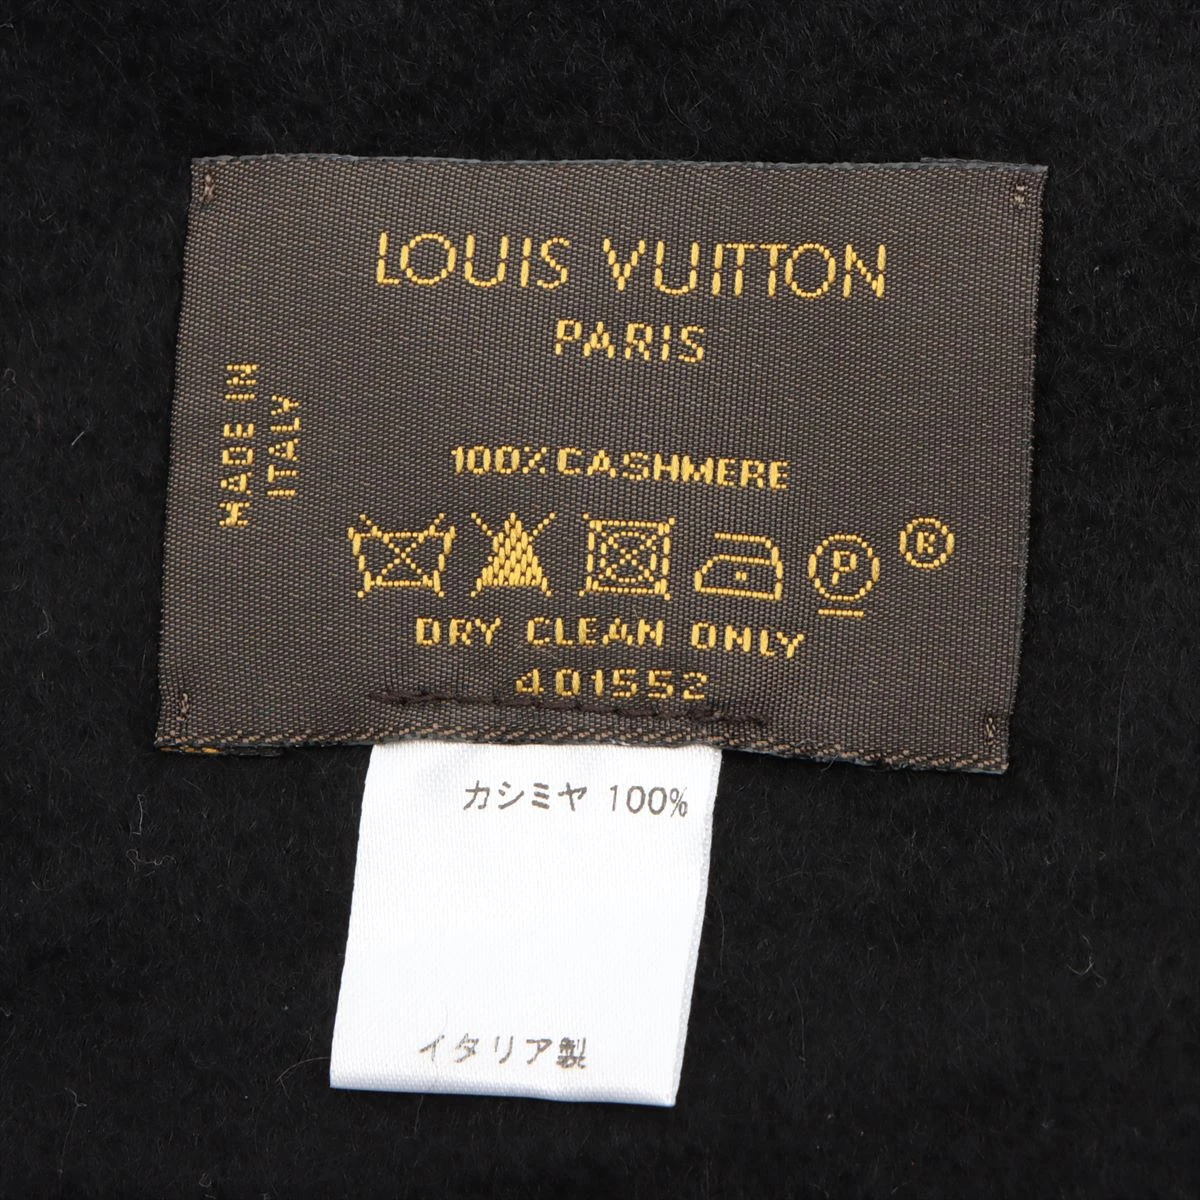 LOUIS VUITTON
PARIS
MADE IN
ITALY
100% CASHMERE
P
®
DRY CLEAN ONLY
401552
カシミヤ 100%
イタリア製